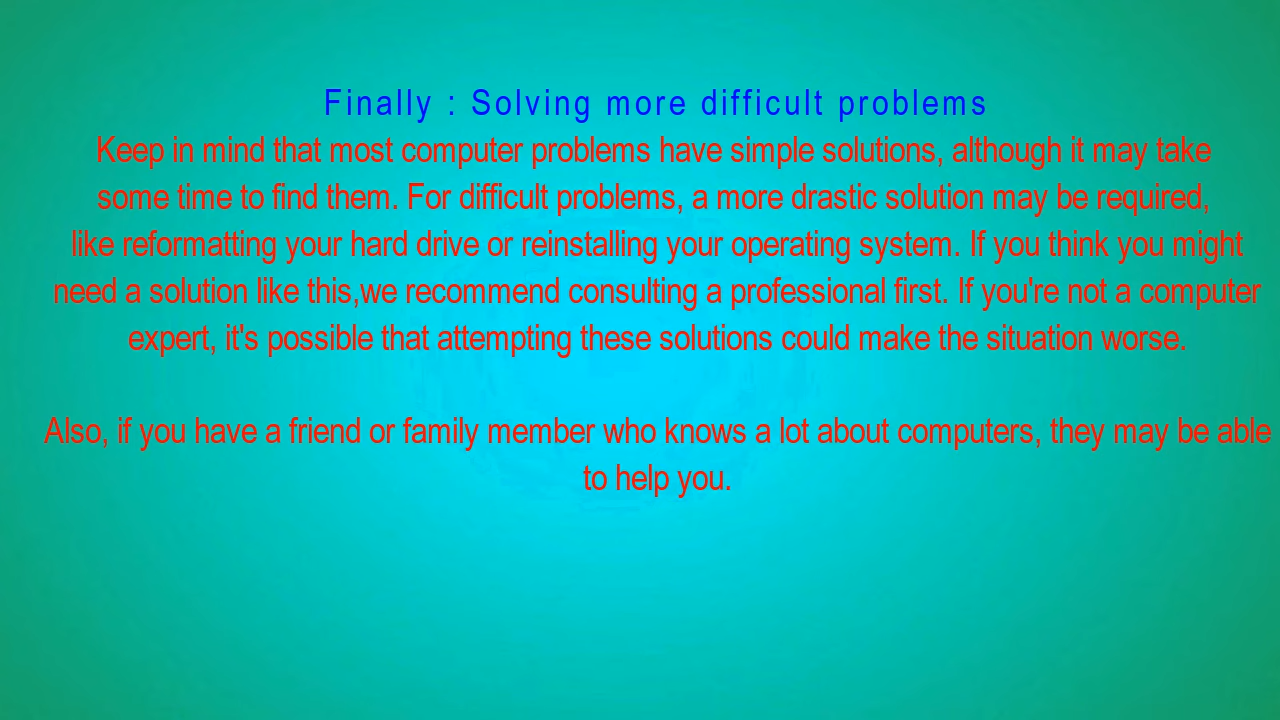 Finally : Solving more difficult problems
Keep in mind that most computer problems have simple solutions, although it may take
some time to find them. For difficult problems, a more drastic solution may be required,
like reformatting your hard drive or reinstalling your operating system. If you think you might
need a solution like this,we recommend consulting a professional first. If you're not a computer
expert, it's possible that attempting these solutions could make the situation worse.
Also, if you have a friend or family member who knows a lot about computers, they may be able
to help you.